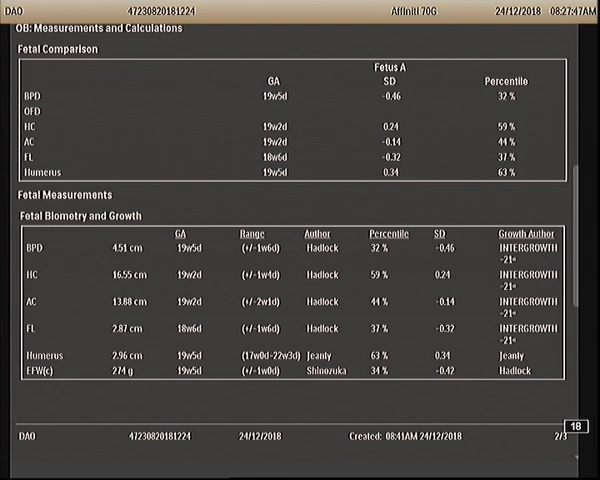 DAO 47230820181224 Affiniti 70G 24/12/2018 08:27:47AM
OB: Measurements and Calculations
Fetal Comparison
Fetus A
GA SD Percentile
BPD 19w5d -0.46 32 %
OFD
HC 19w2d 0.24 59 %
AC 19w2d -0.14 44 %
FL 18w6d -0.32 37 %
Humerus 19w5d 0.34 63 %
Fetal Measurements
Fetal Biometry and Growth
GA Range Author Percentile SD Growth Author
BPD 4.51 cm 19w5d (+/-1w6d) Hadlock 32 % -0.46 INTERGROWTH
-21st
HC 16.55 cm 19w2d (+/-1w4d) Hadlock 59 % 0.24 INTERGROWTH
-21st
AC 13.88 cm 19w2d (+/-2w1d) Hadlock 44 % -0.14 INTERGROWTH
-21st
FL 2.87 cm 18w6d (+/-1w6d) Hadlock 37 % -0.32 INTERGROWTH
-21st
Humerus 2.96 cm 19w5d (17w0d-22w3d) Jeanty 63 % 0.34 Jeanty
EFW(c) 274 g 19w5d (+/-1w0d) Shinozuka 34 % -0.42 Hadlock
18
DAO 47230820181224 24/12/2018 Created: 08:41AM 24/12/2018 2/3